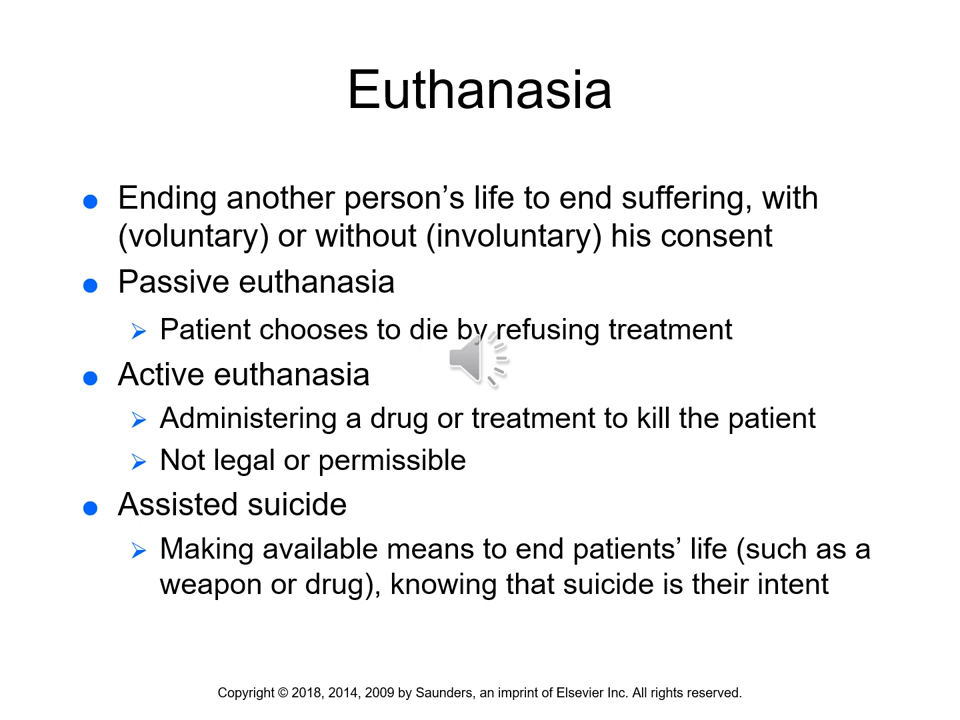 Euthanasia
Ending another person’s life to end suffering, with
(voluntary) or without (involuntary) his consent
Passive euthanasia
Patient chooses to die by refusing treatment
Active euthanasia
Administering a drug or treatment to kill the patient
Not legal or permissible
Assisted suicide
Making available means to end patients’ life (such as a
weapon or drug), knowing that suicide is their intent
Copyright © 2018, 2014, 2009 by Saunders, an imprint of Elsevier Inc. All rights reserved.